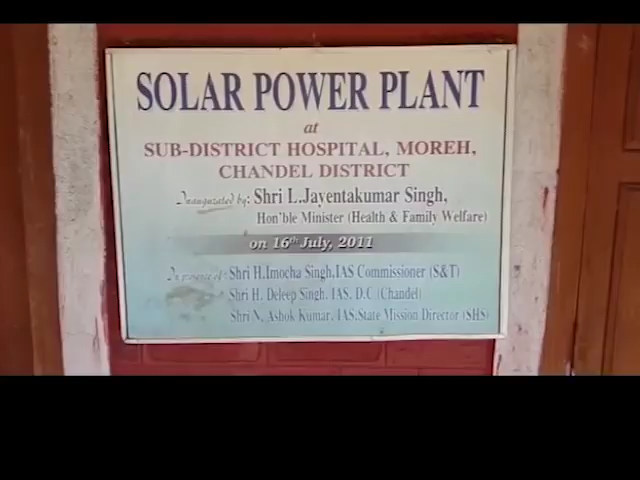 SOLAR POWER PLANT
at
SUB-DISTRICT HOSPITAL, MOREH,
CHANDEL DISTRICT
Inaugurated by: Shri L.Jayentakumar Singh,
Hon'ble Minister (Health & Family Welfare)
on 16th July, 2011
In presence of: Shri H.Imocha Singh,IAS Commissioner (S&T)
Shri H. Deleep Singh, IAS, D.C (Chandel)
Shri N. Ashok Kumar, IAS,State Mission Director (SHS)